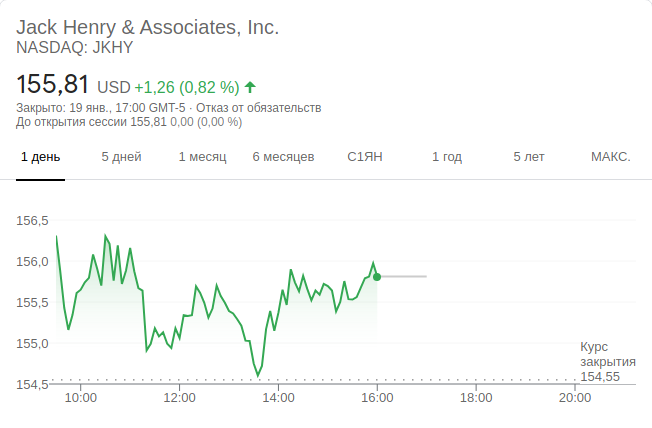 Jack Henry & Associates, Inc.
NASDAQ: JKHY
155,81 USD +1,26 (0,82 %)
Закрыто: 19 янв., 17:00 GMT-5 · Отказ от обязательств
До открытия сессии 155,81 0,00 (0,00 %)
1 день 5 дней 1 месяц 6 месяцев С1ЯН 1 год 5 лет МАКС.
156,5
156,0
155,5
155,0
154,5
Курс
закрытия
154,55
10:00 12:00 14:00 16:00 18:00 20:00